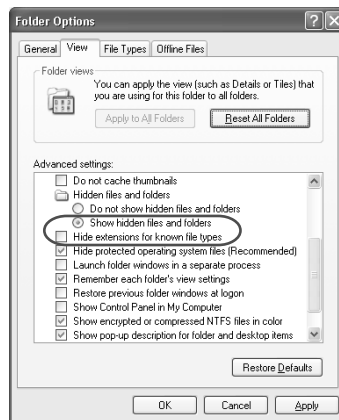 Folder Options
General View File Types Offline Files
Folder views
You can apply the view (such as Details or Tiles) that
you are using for this folder to all folders.
Apply to All Folders Reset All Folders
Advanced settings:
Do not cache thumbnails
Hidden files and folders
Do not show hidden files and folders
Show hidden files and folders
Hide extensions for known file types
Hide protected operating system files (Recommended)
Launch folder windows in a separate process
Remember each folder's view settings
Restore previous folder windows at logon
Show Control Panel in My Computer
Show encrypted or compressed NTFS files in color
Show pop-up description for folder and desktop items
Restore Defaults
OK Cancel Apply